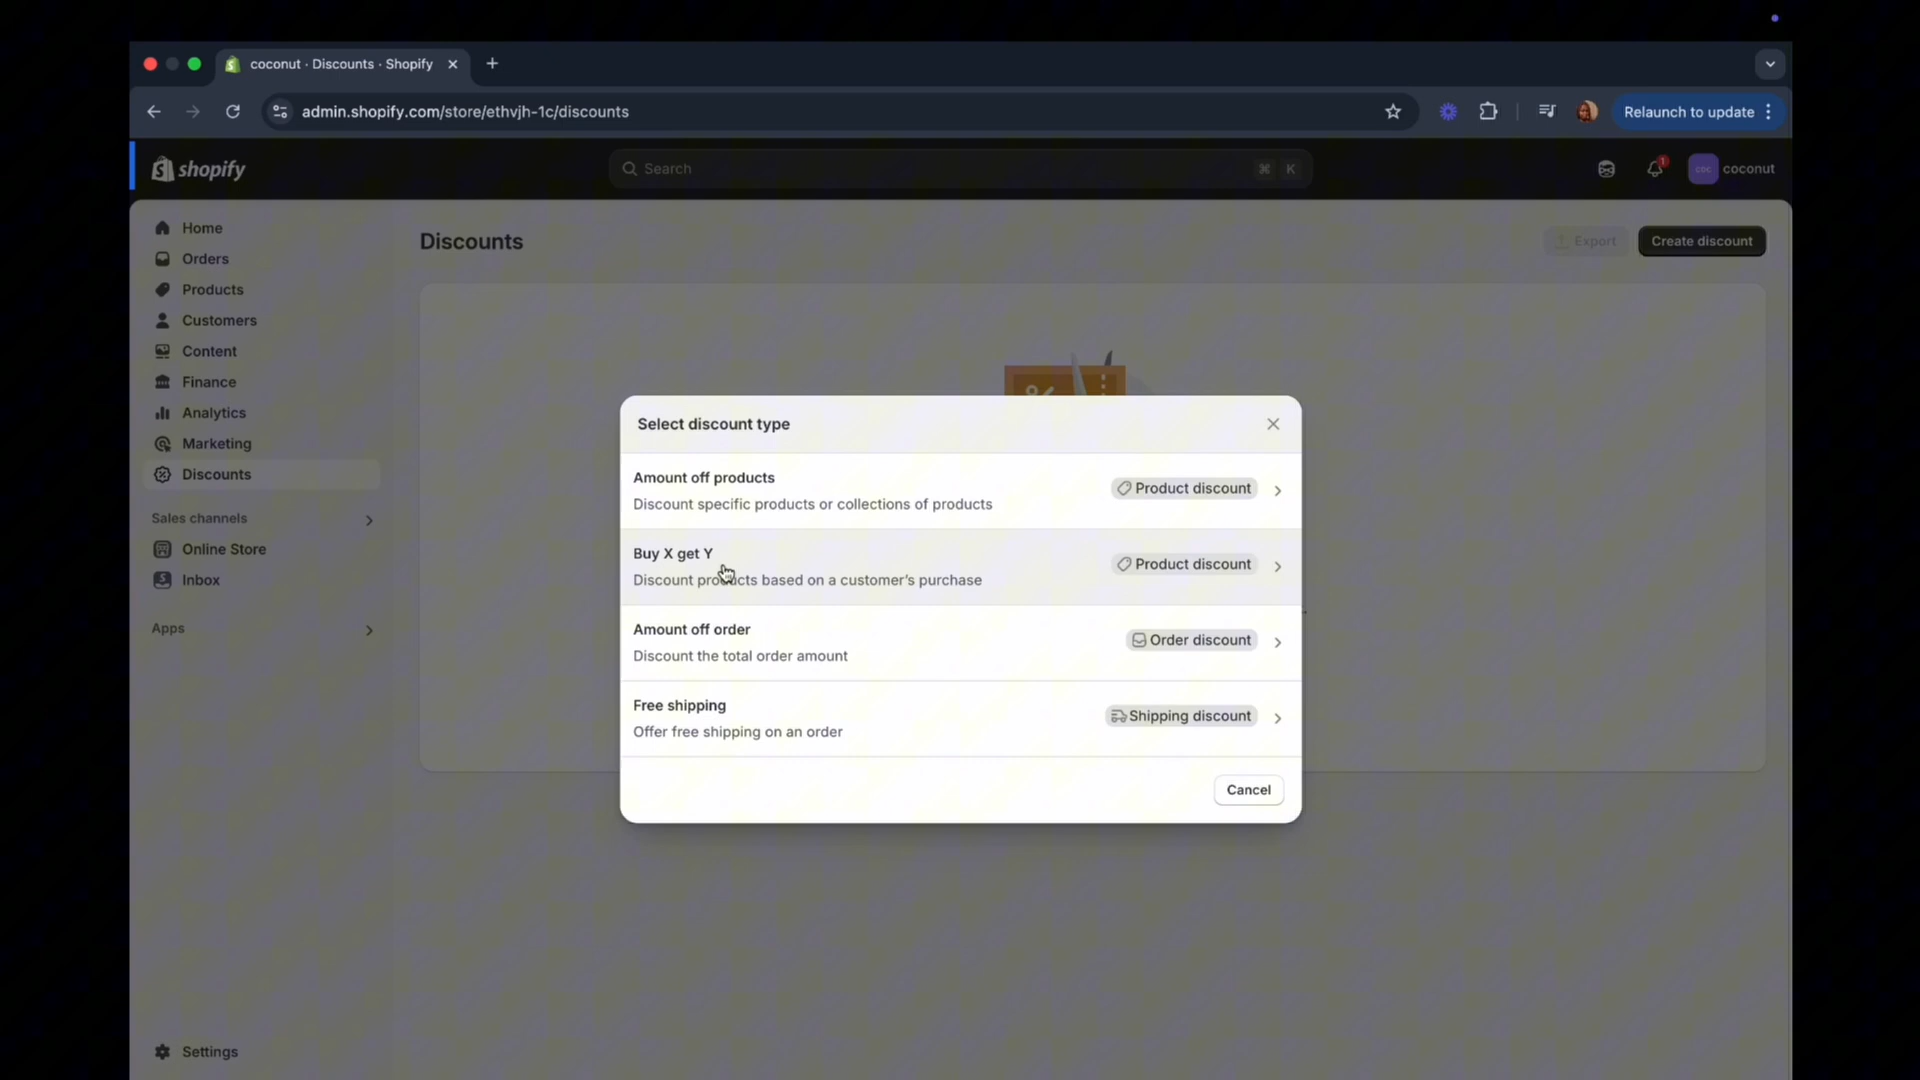 coconut · Discounts · Shopify
admin.shopify.com/store/ethvjh-1c/discounts
Relaunch to update
shopify
Search
⌘ K
1
coc
coconut
Home
Orders
Products
Customers
Content
Finance
Analytics
Marketing
Discounts
Sales channels
Online Store
Inbox
Apps
Settings
Discounts
Export
Create discount
%
Select discount type
Amount off products
Discount specific products or collections of products
Product discount
Buy X get Y
Discount products based on a customer's purchase
Product discount
Amount off order
Discount the total order amount
Order discount
Free shipping
Offer free shipping on an order
Shipping discount
Cancel